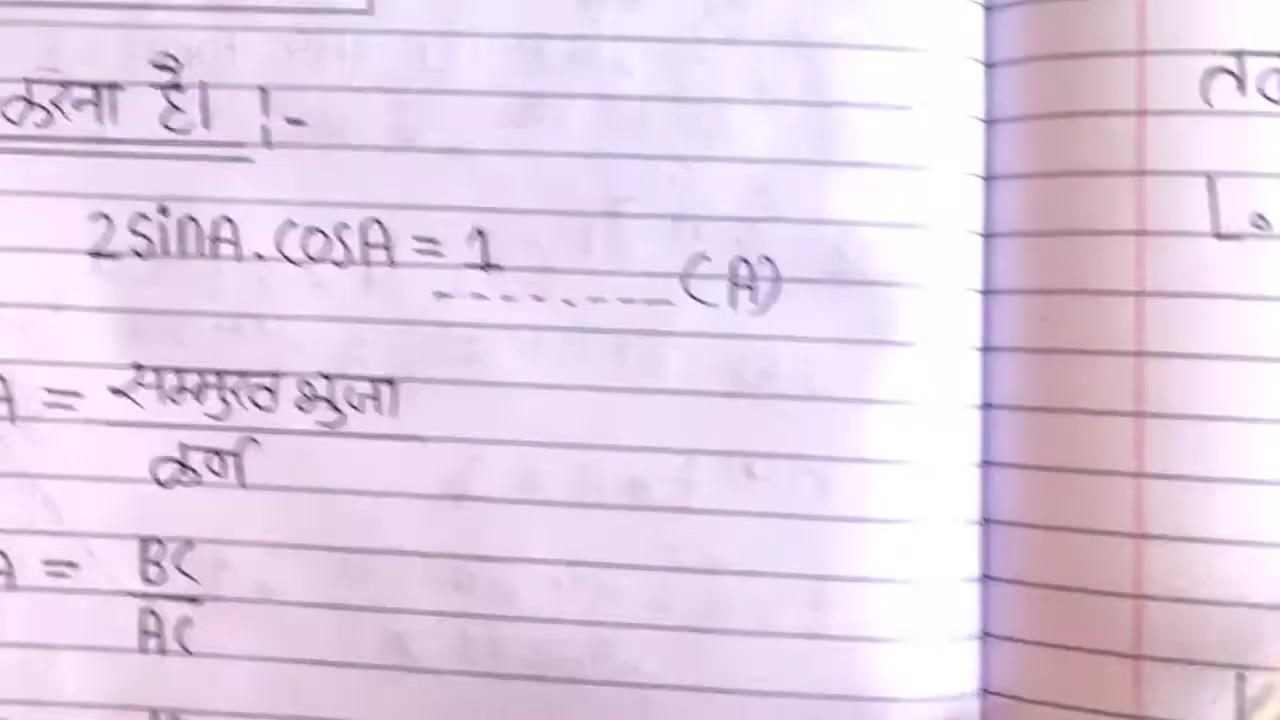 करना है। :-
2sinA.cosA = 1 ..........(A)
A = सम्मुख भुजा
कर्ण
A = BC
AC